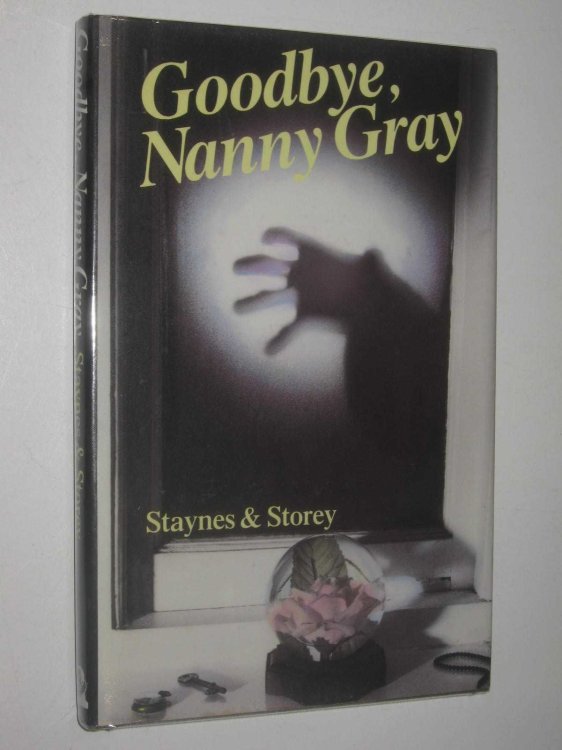 Goodbye,
Nanny Gray
Staynes & Storey
Goodbye, Nanny Gray Staynes & Storey